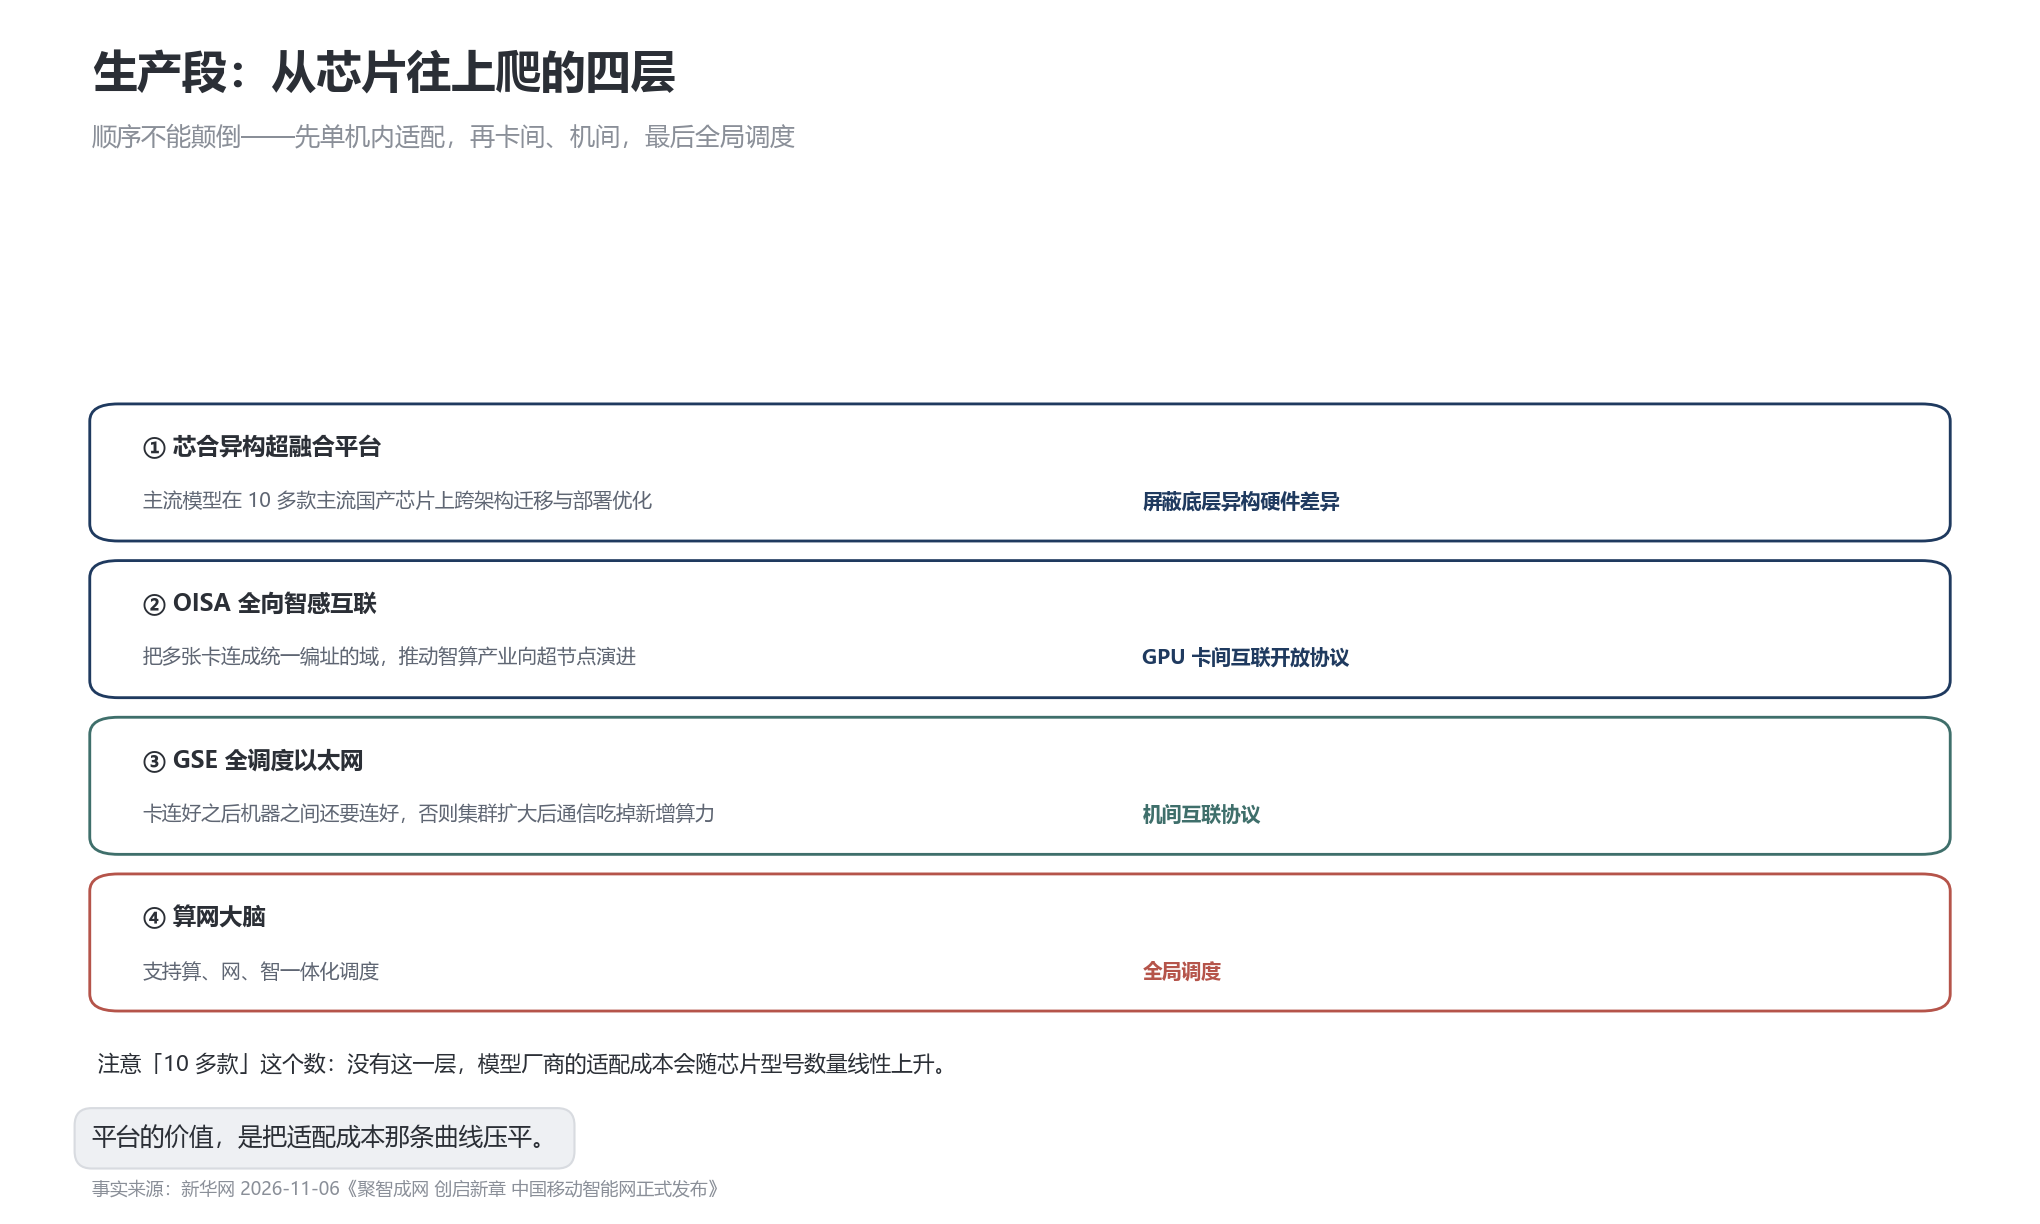 生产段：从芯片往上爬的四层
顺序不能颠倒——先单机内适配，再卡间、机间，最后全局调度
① 芯合异构超融合平台
主流模型在 10 多款主流国产芯片上跨架构迁移与部署优化
屏蔽底层异构硬件差异
② OISA 全向智感互联
把多张卡连成统一编址的域，推动智算产业向超节点演进
GPU 卡间互联开放协议
③ GSE 全调度以太网
卡连好之后机器之间还要连好，否则集群扩大后通信吃掉新增算力
机间互联协议
④ 算网大脑
支持算、网、智一体化调度
全局调度
注意「10 多款」这个数：没有这一层，模型厂商的适配成本会随芯片型号数量线性上升。
平台的价值，是把适配成本那条曲线压平。
事实来源：新华网 2026-11-06《聚智成网 创启新章 中国移动智能网正式发布》